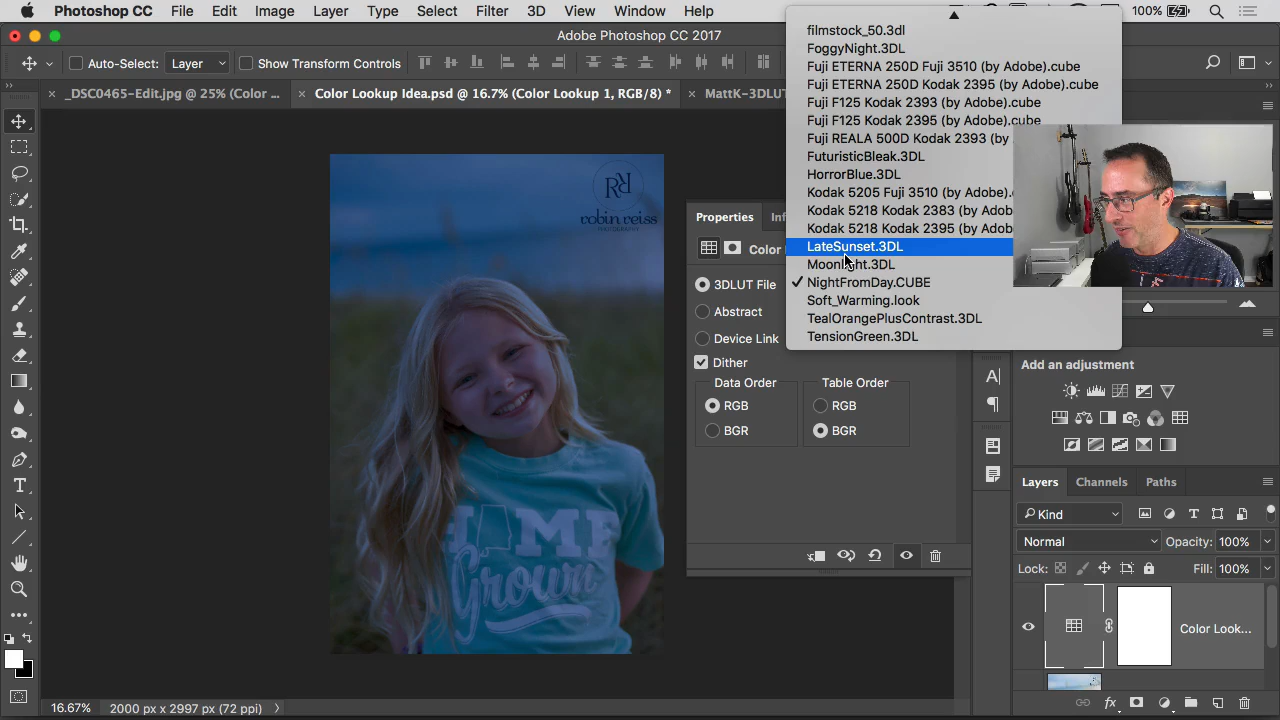 Photoshop CC File Edit Image Layer Type Select Filter 3D View Window Help 100%
Adobe Photoshop CC 2017
Auto-Select: Layer Show Transform Controls
_DSC0465-Edit.jpg @ 25% (Color ... Color Lookup Idea.psd @ 16.7% (Color Lookup 1, RGB/8) * MattK-3DLUT
filmstock_50.3dl
FoggyNight.3DL
Fuji ETERNA 250D Fuji 3510 (by Adobe).cube
Fuji ETERNA 250D Kodak 2395 (by Adobe).cube
Fuji F125 Kodak 2393 (by Adobe).cube
Fuji F125 Kodak 2395 (by Adobe).cube
Fuji REALA 500D Kodak 2393 (by
FuturisticBleak.3DL
HorrorBlue.3DL
Kodak 5205 Fuji 3510 (by Adobe).
Kodak 5218 Kodak 2383 (by Adob
Kodak 5218 Kodak 2395 (by Adob
LateSunset.3DL
Moonlight.3DL
NightFromDay.CUBE
Soft_Warming.look
TealOrangePlusContrast.3DL
TensionGreen.3DL
RR
robin reiss
PHOTOGRAPHY
HOME
Grown
Properties Inf
Color
3DLUT File
Abstract
Device Link
Dither
Data Order Table Order
RGB RGB
BGR BGR
Add an adjustment
Layers Channels Paths
Kind
Normal Opacity: 100%
Lock: Fill: 100%
Color Look...
16.67% 2000 px x 2997 px (72 ppi)